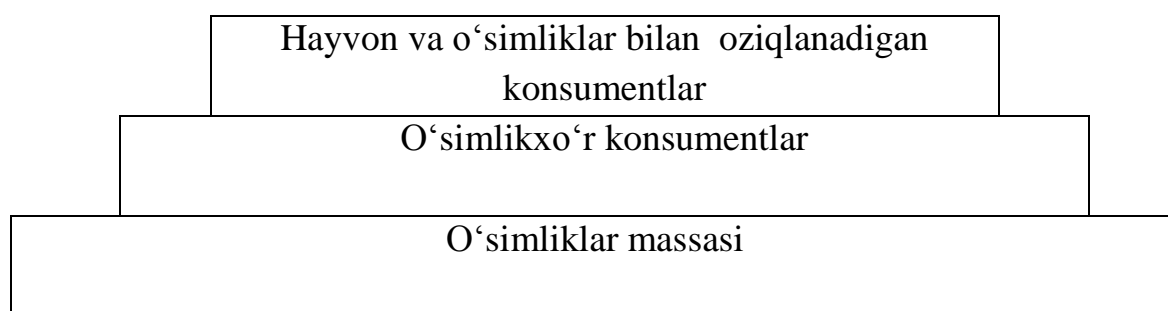 Hayvon va o‘simliklar bilan oziqlanadigan
konsumentlar
O‘simlikxo‘r konsumentlar
O‘simliklar massasi